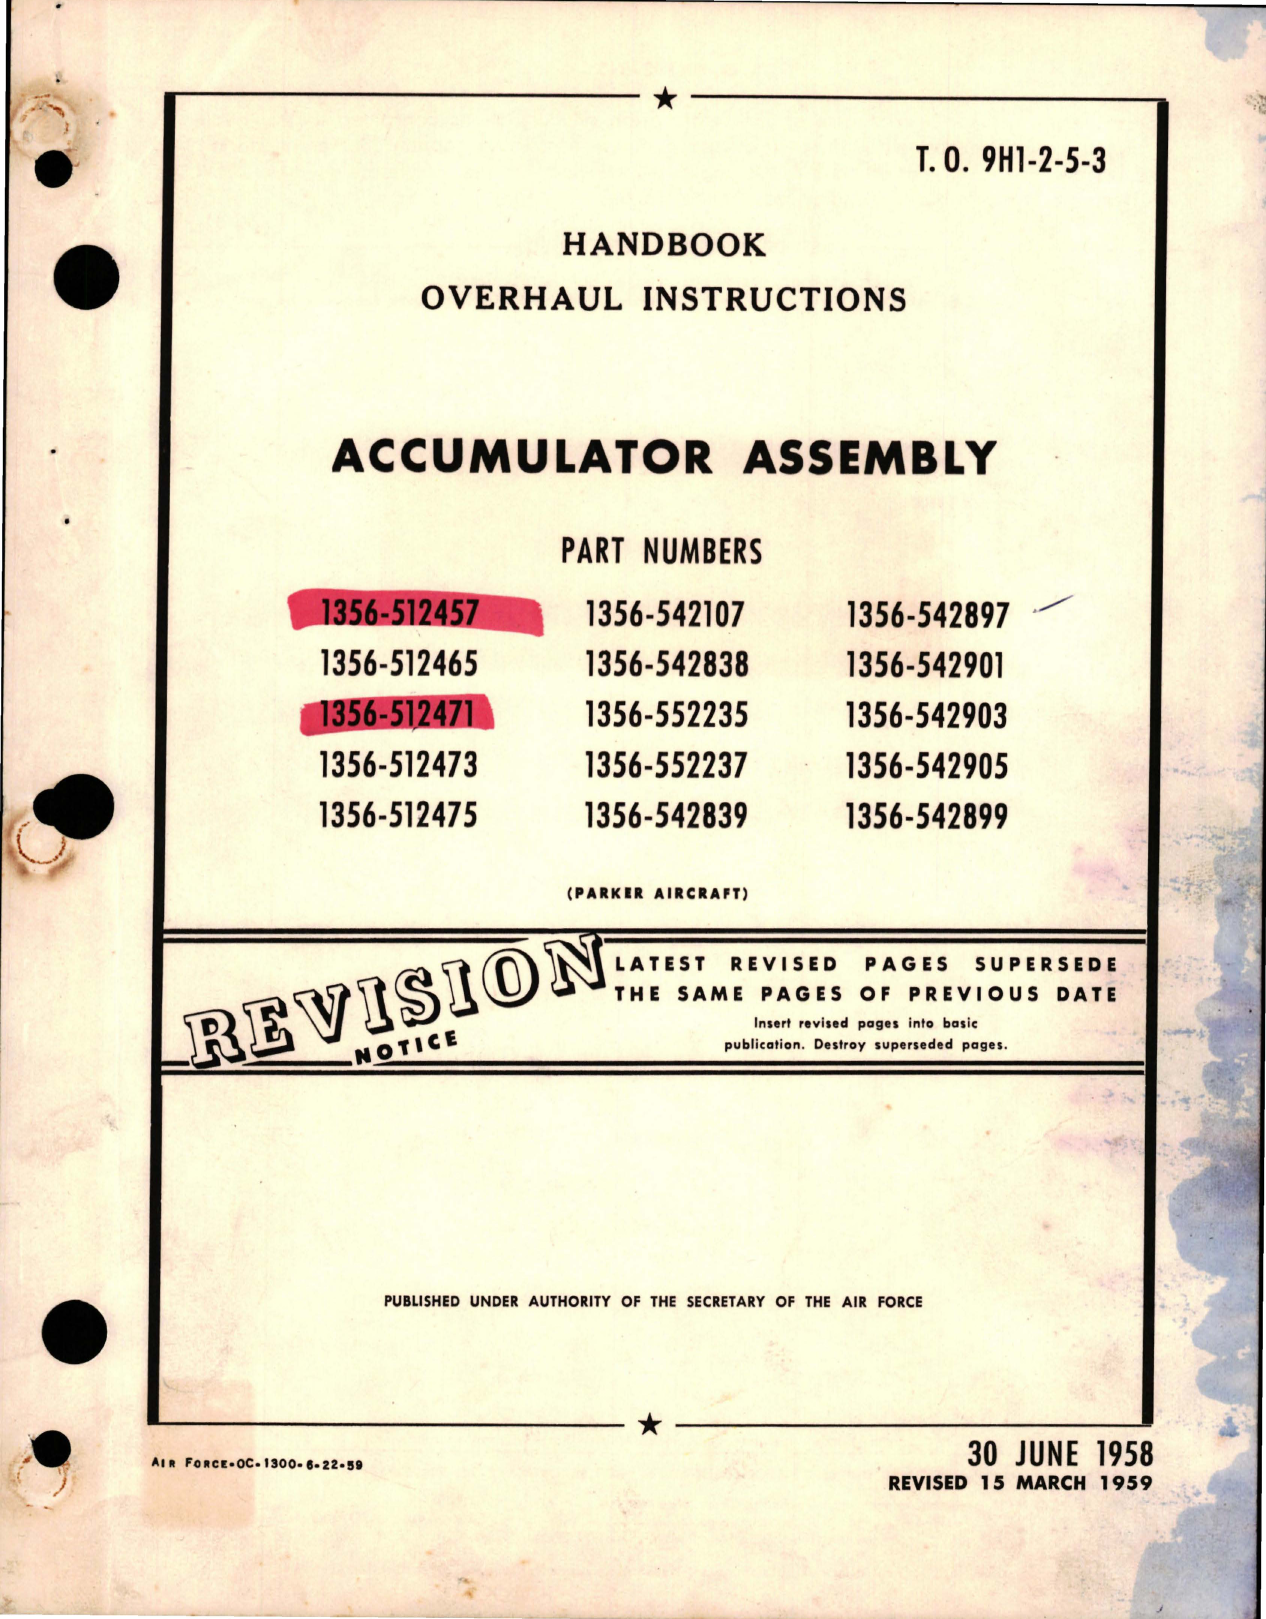 T. O. 9H1-2-5-3
HANDBOOK
OVERHAUL INSTRUCTIONS
ACCUMULATOR ASSEMBLY
PART NUMBERS
1356-512457 1356-542107 1356-542897
1356-512465 1356-542838 1356-542901
1356-512471 1356-552235 1356-542903
1356-512473 1356-552237 1356-542905
1356-512475 1356-542839 1356-542899
(PARKER AIRCRAFT)
REVISION
NOTICE
LATEST REVISED PAGES SUPERSEDE
THE SAME PAGES OF PREVIOUS DATE
Insert revised pages into basic
publication. Destroy superseded pages.
PUBLISHED UNDER AUTHORITY OF THE SECRETARY OF THE AIR FORCE
AIR FORCE-OC-1300-6-22-59
30 JUNE 1958
REVISED 15 MARCH 1959